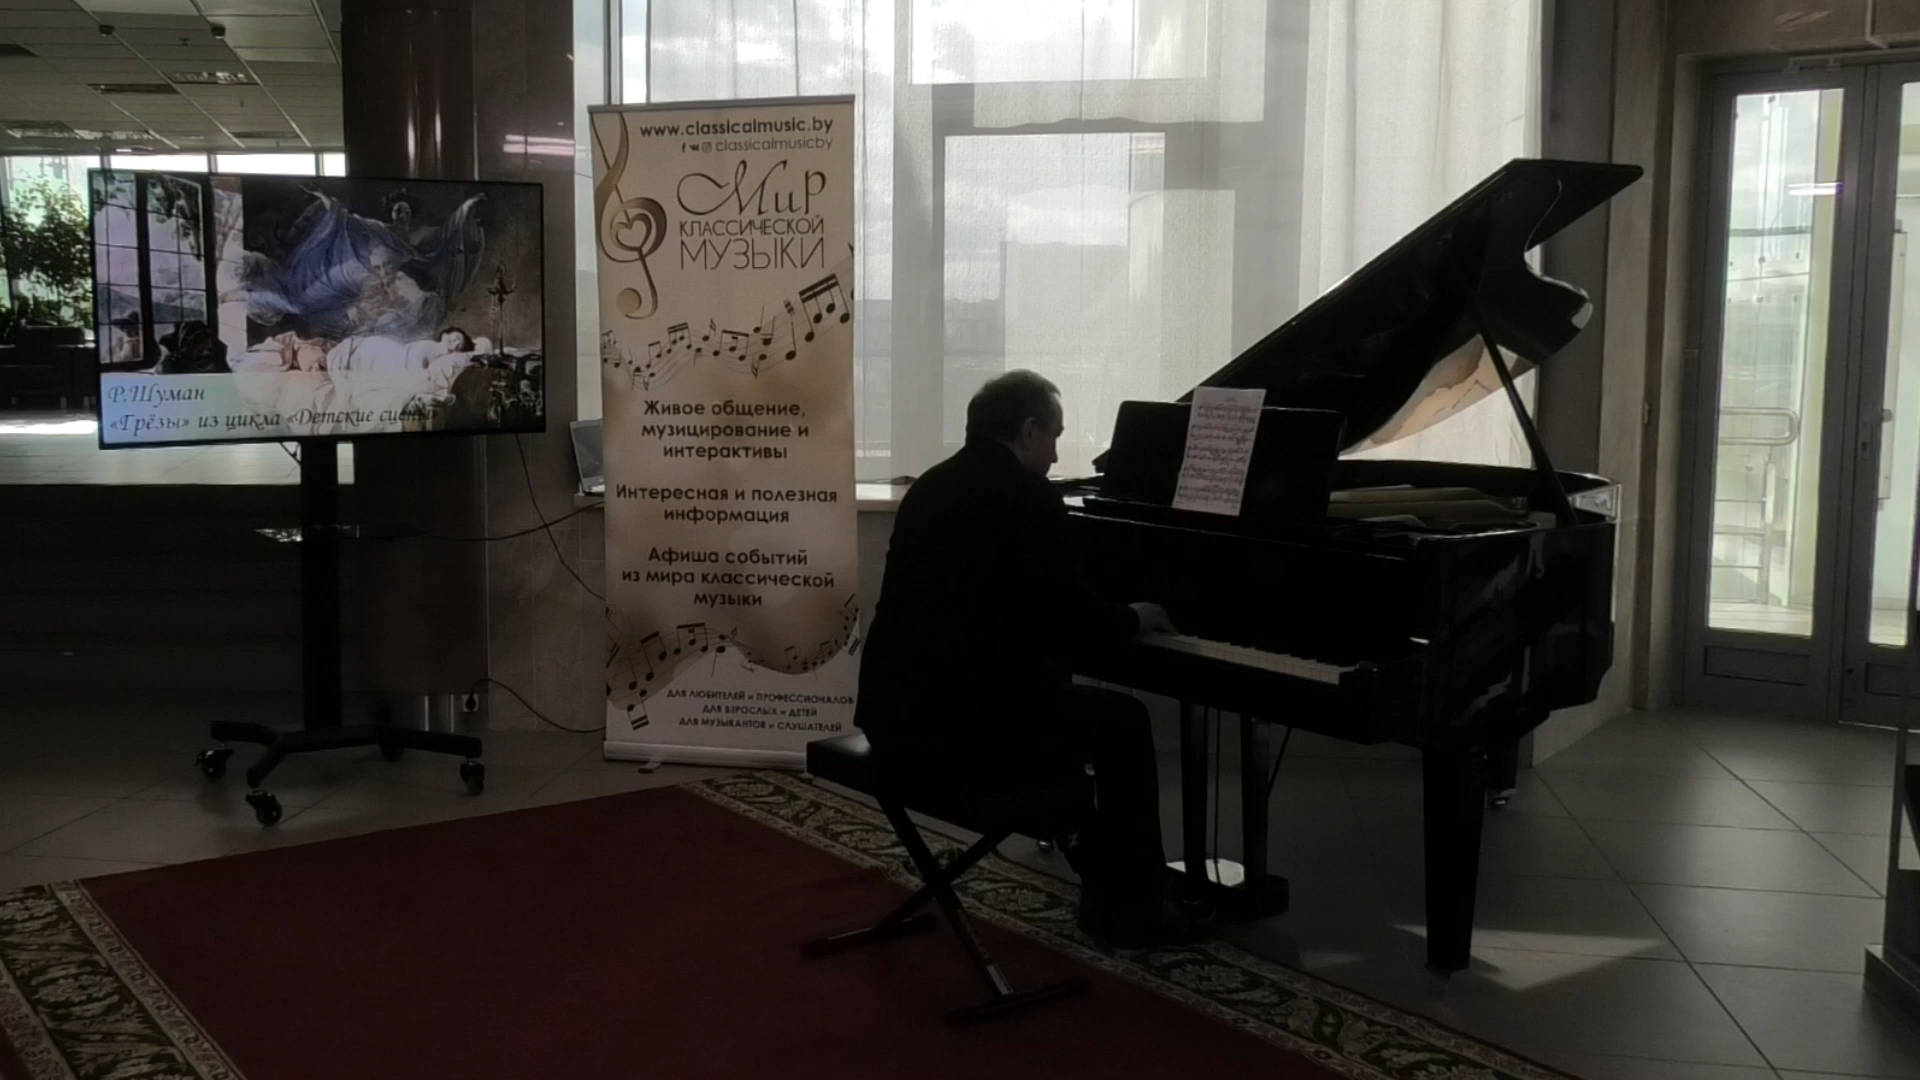 Р.Шуман
«Грёзы» из цикла «Детские сцены»
www.classicalmusic.by
classicalmusicby
Мир
КЛАССИЧЕСКОЙ
МУЗЫКИ
Живое общение,
музицирование и
интерактивы
Интересная и полезная
информация
Афиша событий
из мира классической
музыки
ДЛЯ ЛЮБИТЕЛЕЙ и ПРОФЕССИОНАЛОВ
ДЛЯ ВЗРОСЛЫХ и ДЕТЕЙ
ДЛЯ МУЗЫКАНТОВ и СЛУШАТЕЛЕЙ